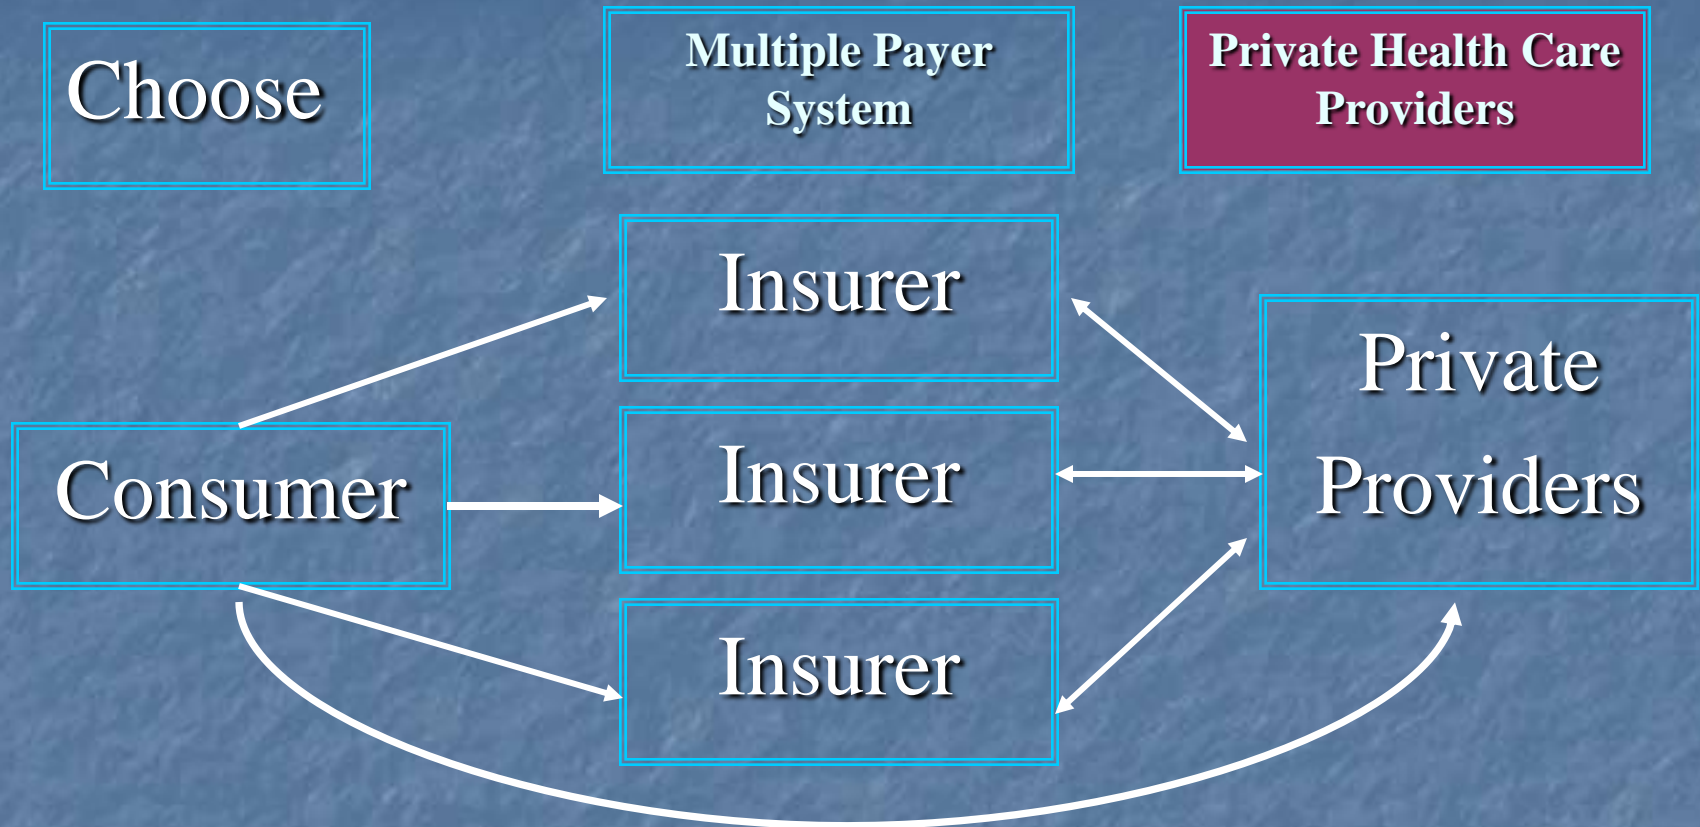 Choose
Multiple Payer
System
Private Health Care
Providers
Insurer
Consumer
Insurer
Insurer
Private
Providers